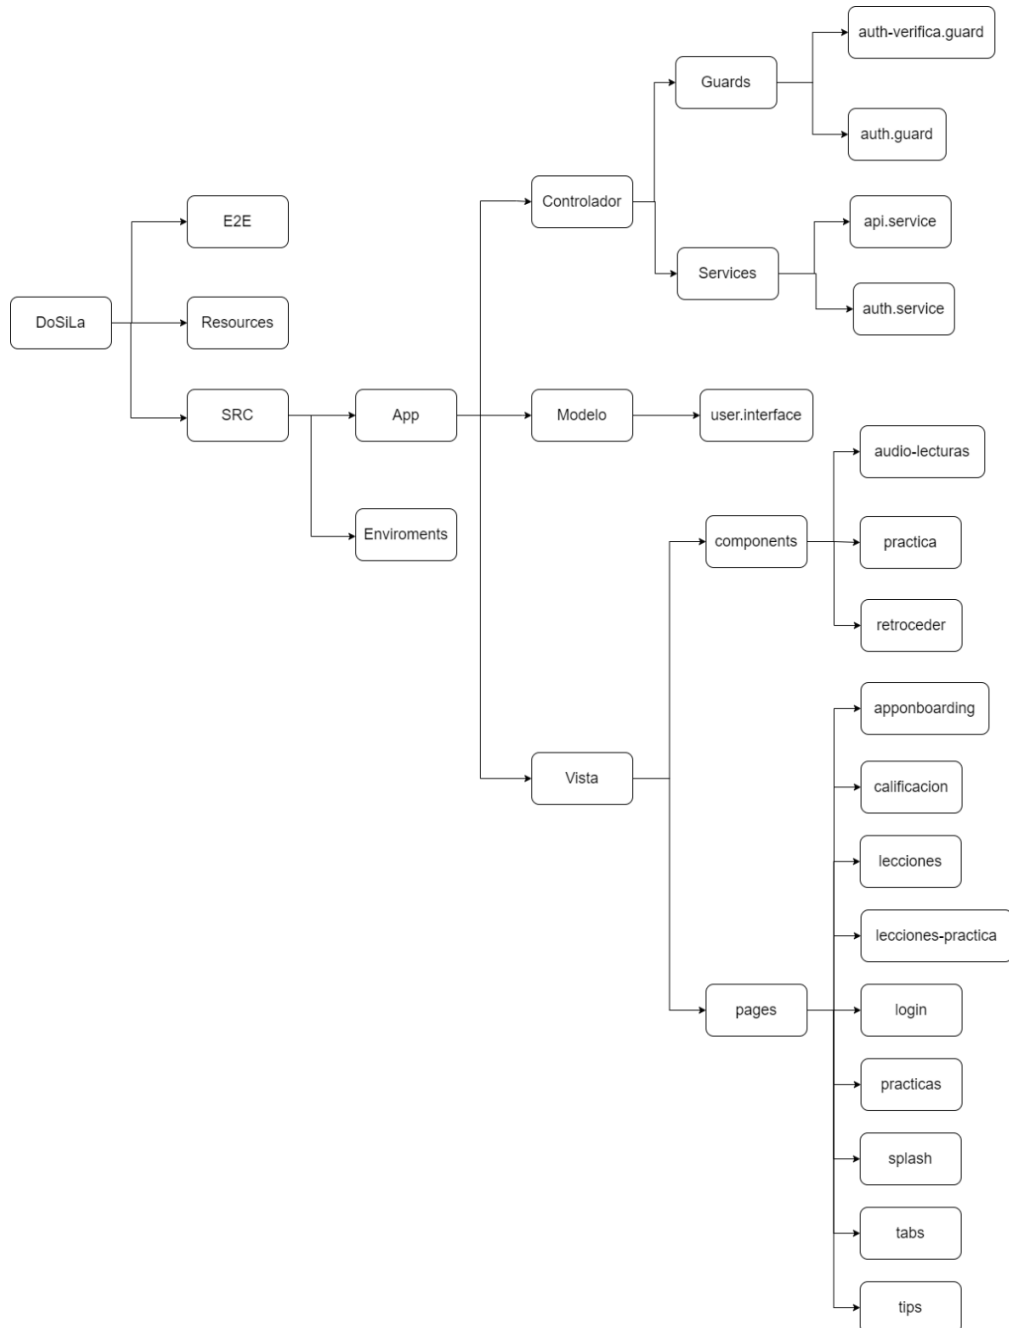 auth-verifica.guard
Guards
auth.guard
Controlador
E2E
api.service
Services
DoSiLa
Resources
auth.service
SRC
App
Modelo
user.interface
audio-lecturas
Enviroments
components
practica
retroceder
apponboarding
Vista
calificacion
lecciones
lecciones-practica
pages
login
practicas
splash
tabs
tips